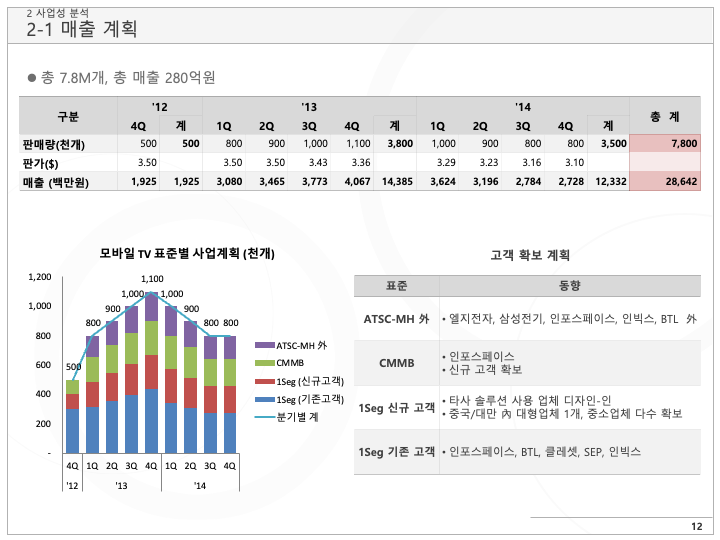 2 사업성 분석
2-1 매출 계획
● 총 7.8M개, 총 매출 280억원
구분 '12 '13 '14 총 계
4Q 계 1Q 2Q 3Q 4Q 계 1Q 2Q 3Q 4Q 계
판매량(천개) 500 500 800 900 1,000 1,100 3,800 1,000 900 800 800 3,500 7,800
판가($) 3.50 3.50 3.50 3.43 3.36 3.29 3.23 3.16 3.10
매출 (백만원) 1,925 1,925 3,080 3,465 3,773 4,067 14,385 3,624 3,196 2,784 2,728 12,332 28,642
모바일 TV 표준별 사업계획 (천개)
1,200
1,000
800
600
400
200
-
500
800
900
1,000
1,100
1,000
900
800
800
4Q 1Q 2Q 3Q 4Q 1Q 2Q 3Q 4Q
'12 '13 '14
ATSC-MH 外
CMMB
1Seg (신규고객)
1Seg (기존고객)
분기별 계
고객 확보 계획
표준 동향
ATSC-MH 外 • 엘지전자, 삼성전기, 인포스페이스, 인빅스, BTL 外
CMMB • 인포스페이스
• 신규 고객 확보
1Seg 신규 고객 • 타사 솔루션 사용 업체 디자인-인
• 중국/대만 內 대형업체 1개, 중소업체 다수 확보
1Seg 기존 고객 • 인포스페이스, BTL, 클레셋, SEP, 인빅스
12